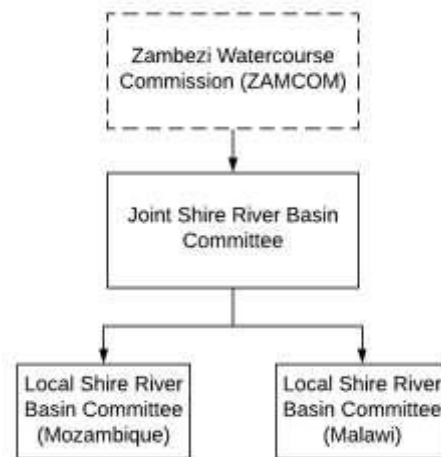 Zambezi Watercourse
Commission (ZAMCOM)
Joint Shire River Basin
Committee
Local Shire River
Basin Committee
(Mozambique)
Local Shire River
Basin Committee
(Malawi)